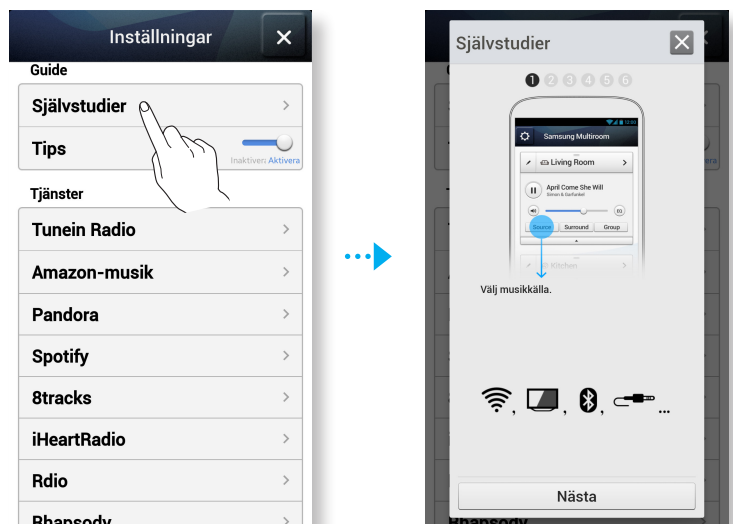 Inställningar
Guide
Självstudier
Tips
Inaktivera Aktivera
Tjänster
Tunein Radio
Amazon-musik
Pandora
Spotify
8tracks
iHeartRadio
Rdio
Rhapsody
Självstudier
1 2 3 4 5 6
Samsung Multiroom
Living Room
April Come She Will
Simon & Garfunkel
EQ
Source Surround Group
Kitchen
Välj musikkälla.
, , , ...
Nästa
Rhapsody